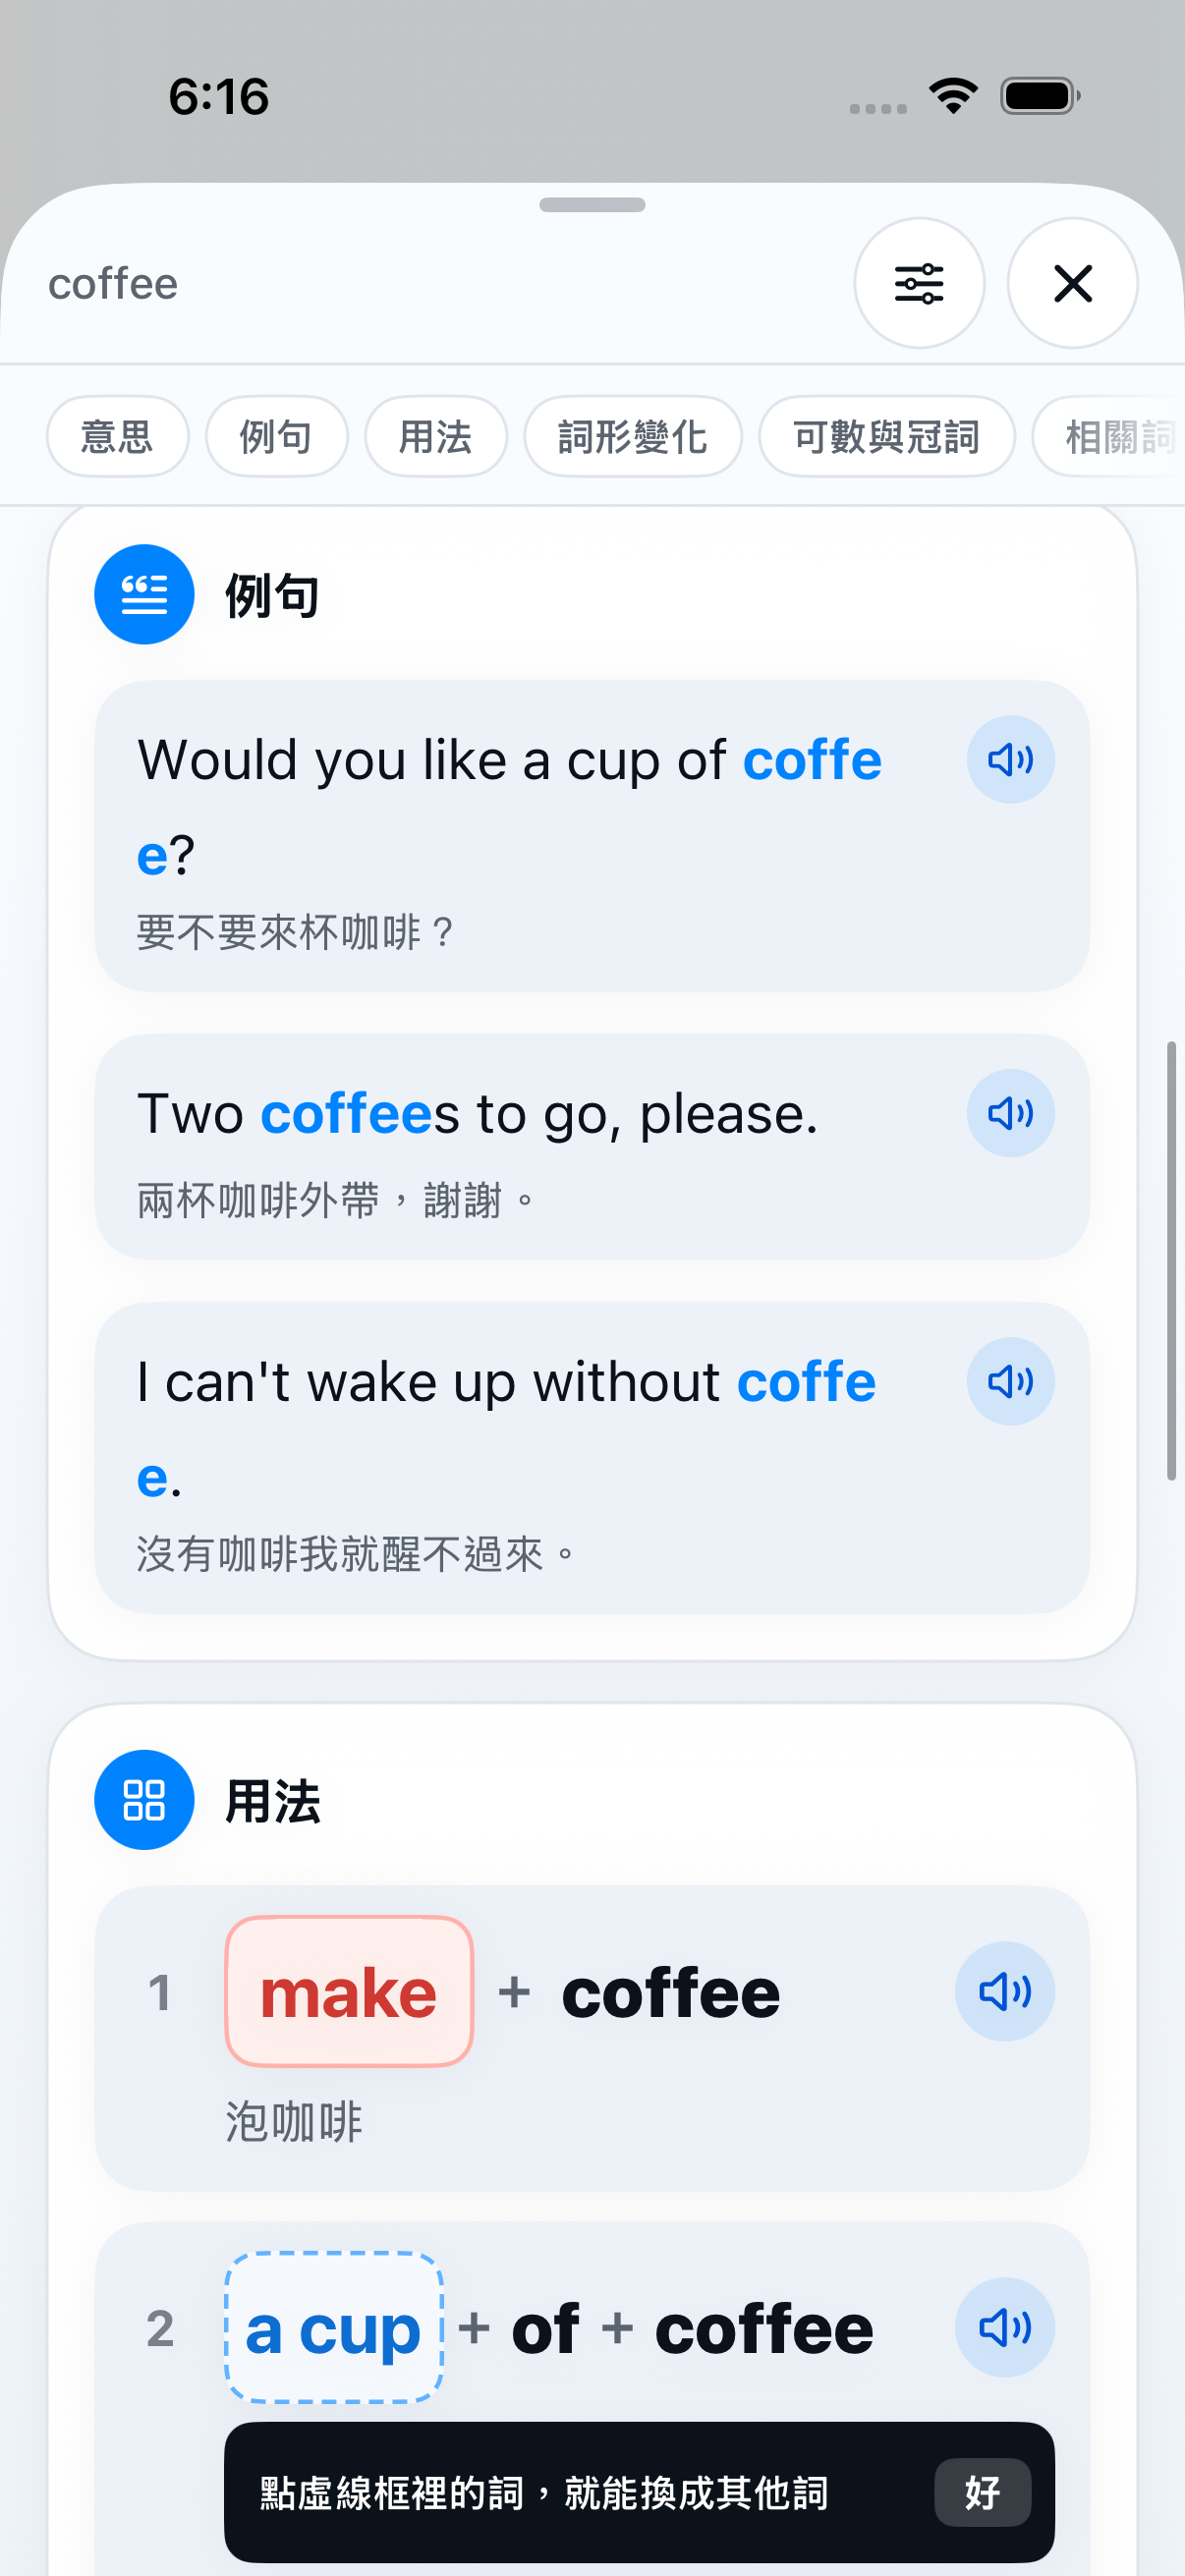 6:16
coffee
意思 例句 用法 詞形變化 可數與冠詞 相關詞
例句
Would you like a cup of coffe
e?
要不要來杯咖啡？
Two coffees to go, please.
兩杯咖啡外帶，謝謝。
I can't wake up without coffe
e.
沒有咖啡我就醒不過來。
用法
1 make + coffee
泡咖啡
2 a cup + of + coffee
點虛線框裡的詞，就能換成其他詞 好